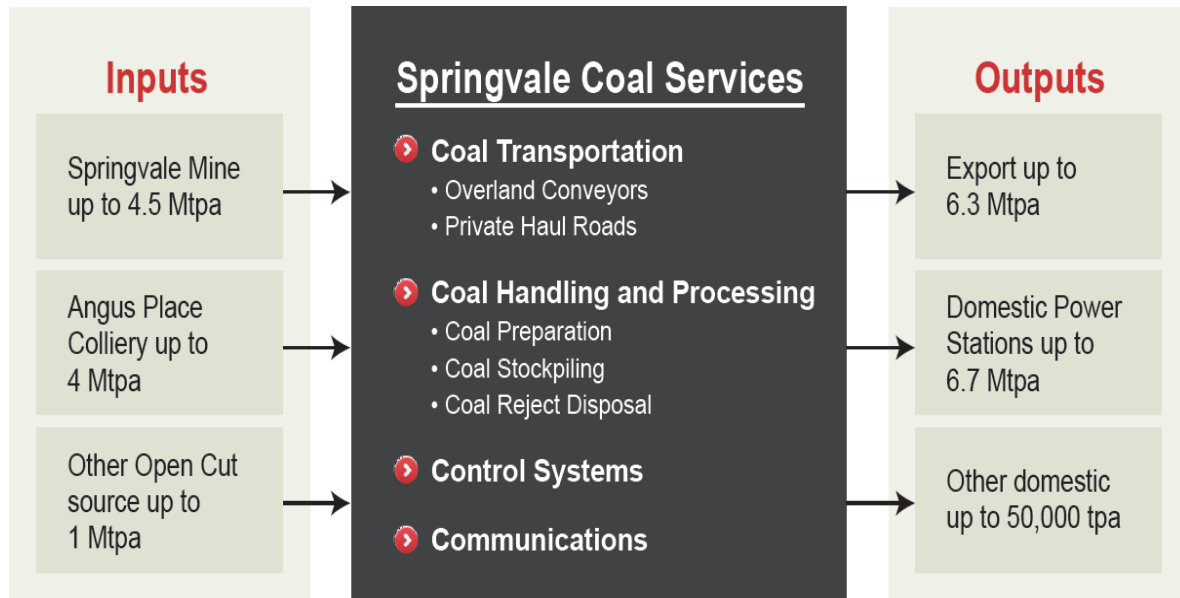 Inputs
Springvale Mine
up to 4.5 Mtpa
Angus Place
Colliery up to
4 Mtpa
Other Open Cut
source up to
1 Mtpa
Springvale Coal Services
Coal Transportation
• Overland Conveyors
• Private Haul Roads
Coal Handling and Processing
• Coal Preparation
• Coal Stockpiling
• Coal Reject Disposal
Control Systems
Communications
Outputs
Export up to
6.3 Mtpa
Domestic Power
Stations up to
6.7 Mtpa
Other domestic
up to 50,000 tpa